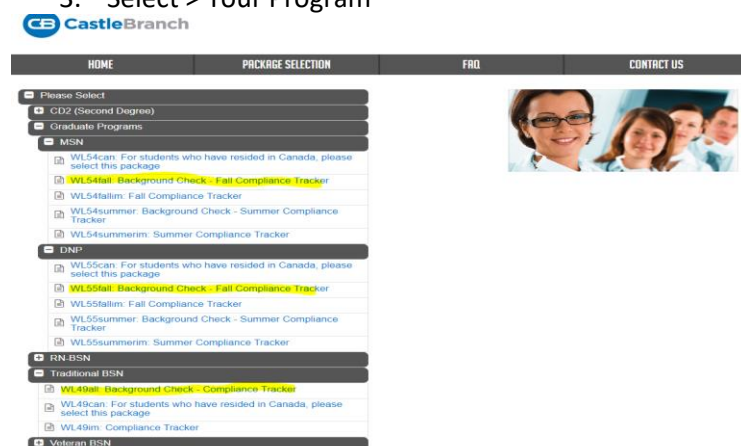 3. Select > Your Program
CB CastleBranch
HOME PACKAGE SELECTION FAQ CONTACT US
Please Select
CD2 (Second Degree)
Graduate Programs
MSN
WL54can: For students who have resided in Canada, please
select this package
WL54fall: Background Check - Fall Compliance Tracker
WL54fallim: Fall Compliance Tracker
WL54summer: Background Check - Summer Compliance
Tracker
WL54summerim: Summer Compliance Tracker
DNP
WL55can: For students who have resided in Canada, please
select this package
WL55fall: Background Check - Fall Compliance Tracker
WL55fallim: Fall Compliance Tracker
WL55summer: Background Check - Summer Compliance
Tracker
WL55summerim: Summer Compliance Tracker
RN-BSN
Traditional BSN
WL49all: Background Check - Compliance Tracker
WL49can: For students who have resided in Canada, please
select this package
WL49im: Compliance Tracker
Veteran BSN